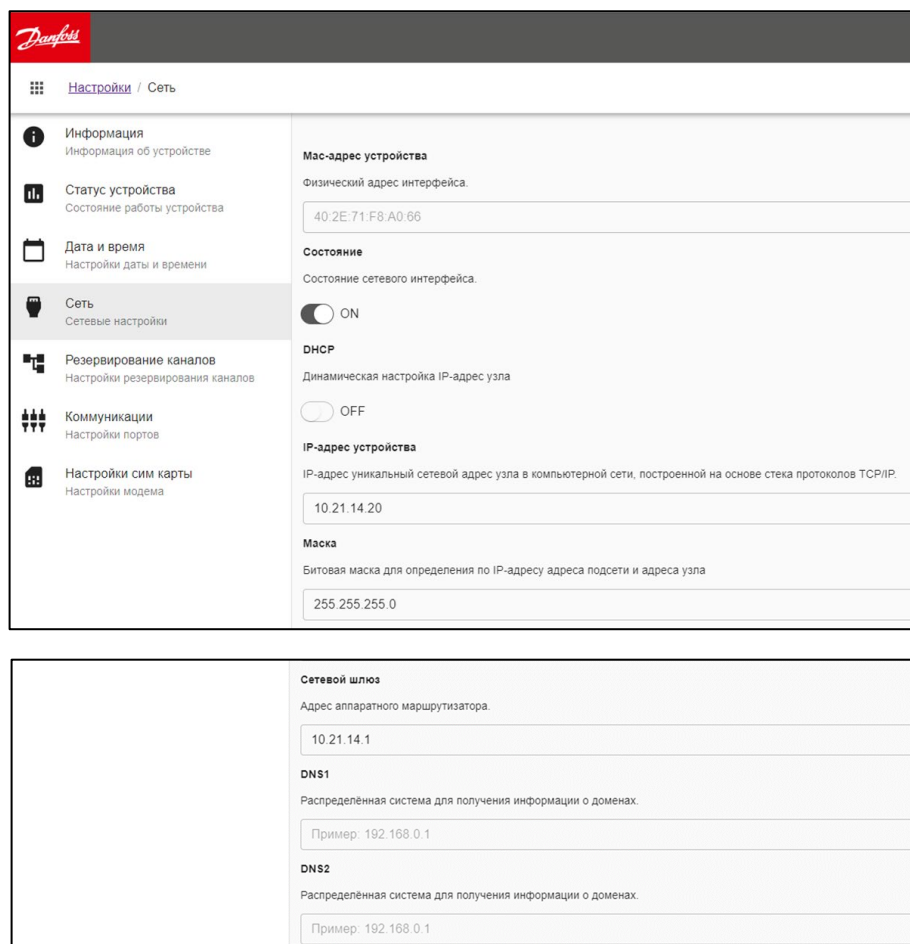 Danfoss
Настройки / Сеть
Информация
Информация об устройстве
Статус устройства
Состояние работы устройства
Дата и время
Настройки даты и времени
Сеть
Сетевые настройки
Резервирование каналов
Настройки резервирования каналов
Коммуникации
Настройки портов
Настройки сим карты
Настройки модема
Мас-адрес устройства
Физический адрес интерфейса.
40:2E:71:F8:A0:66
Состояние
Состояние сетевого интерфейса.
ON
DHCP
Динамическая настройка IP-адрес узла
OFF
IP-адрес устройства
IP-адрес уникальный сетевой адрес узла в компьютерной сети, построенной на основе стека протоколов TCP/IP.
10.21.14.20
Маска
Битовая маска для определения по IP-адресу адреса подсети и адреса узла
255.255.255.0
Сетевой шлюз
Адрес аппаратного маршрутизатора.
10.21.14.1
DNS1
Распределённая система для получения информации о доменах.
Пример: 192.168.0.1
DNS2
Распределённая система для получения информации о доменах.
Пример: 192.168.0.1